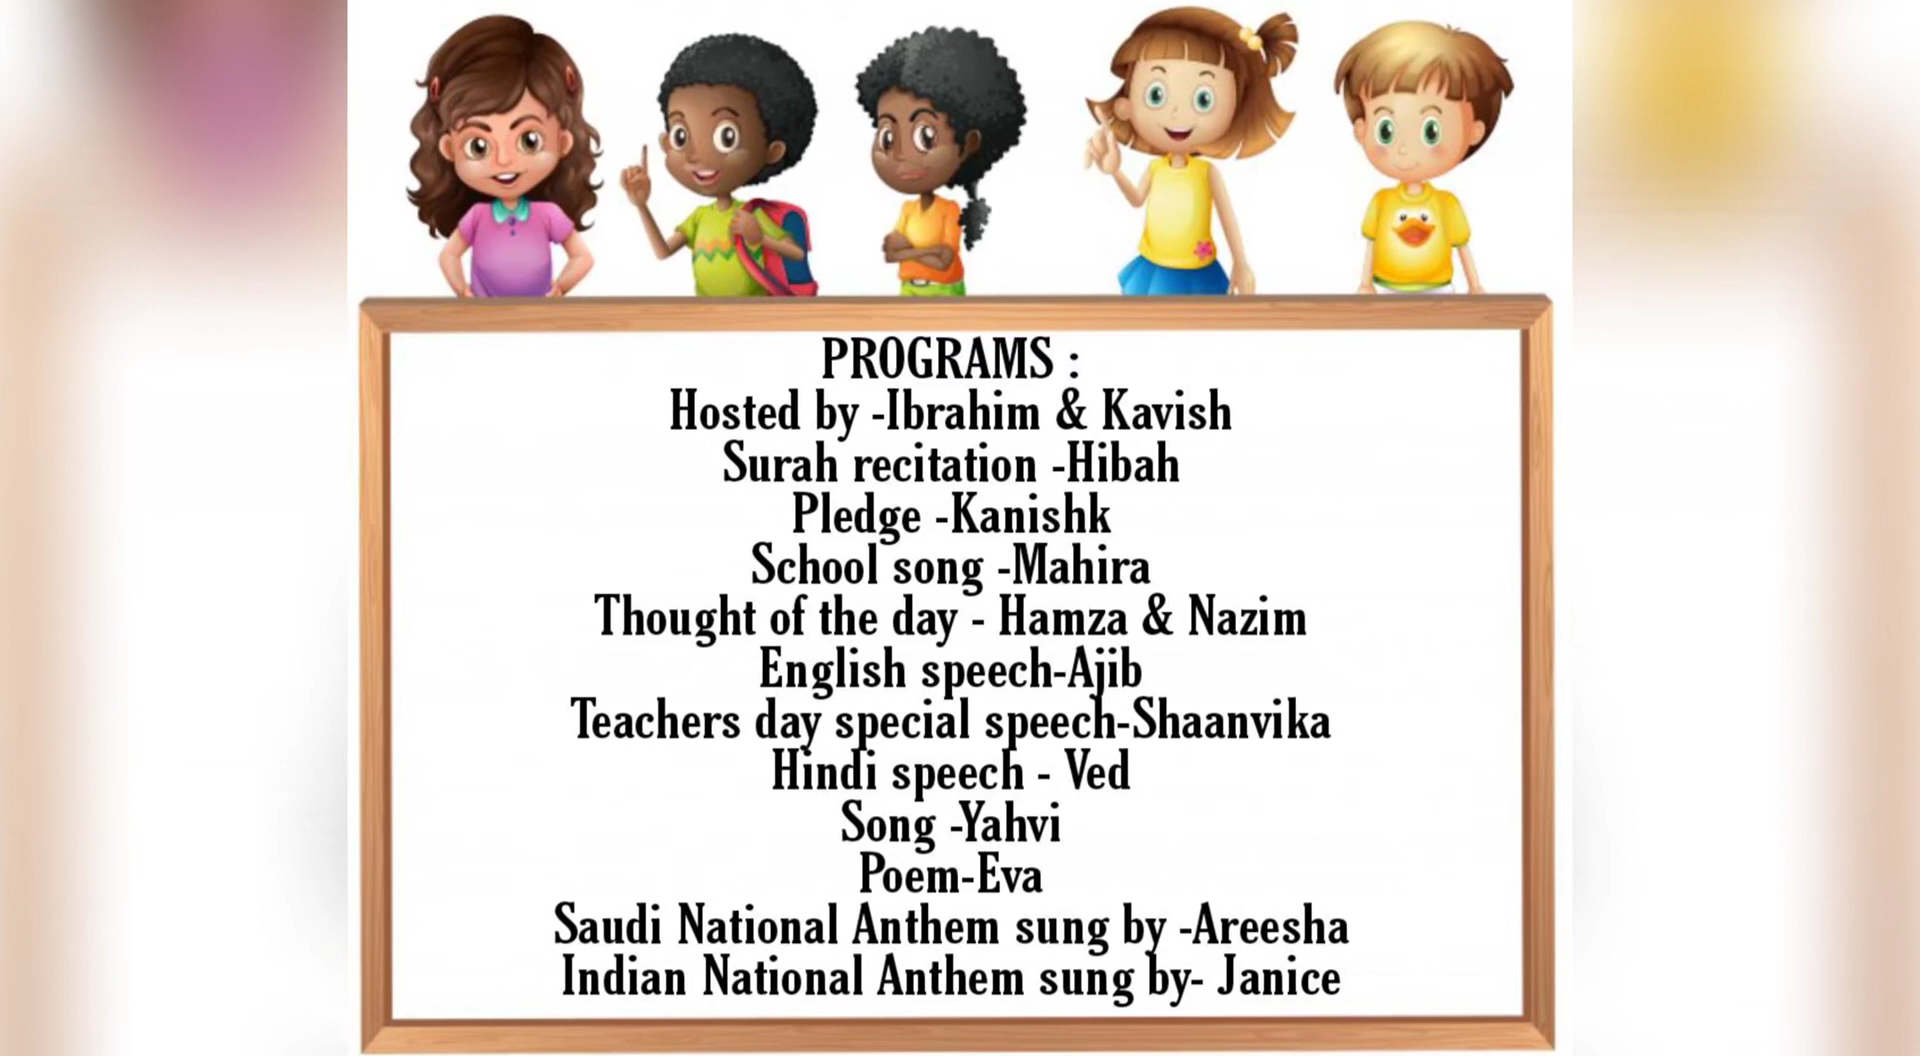 PROGRAMS :
Hosted by -Ibrahim & Kavish
Surah recitation -Hibah
Pledge -Kanishk
School song -Mahira
Thought of the day - Hamza & Nazim
English speech-Ajib
Teachers day special speech-Shaanvika
Hindi speech - Ved
Song -Yahvi
Poem-Eva
Saudi National Anthem sung by -Areesha
Indian National Anthem sung by- Janice